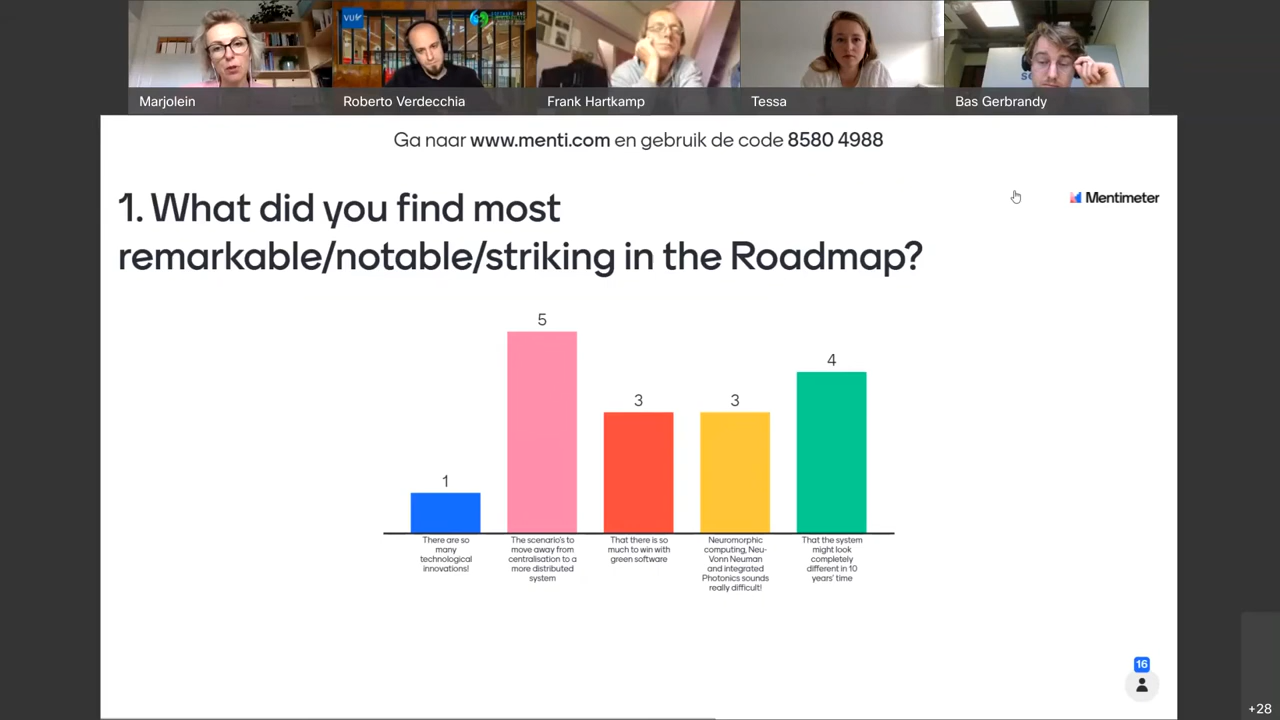 Marjolein
Roberto Verdecchia
Frank Hartkamp
Tessa
Bas Gerbrandy
VU
Ga naar www.menti.com en gebruik de code 8580 4988
Mentimeter
1. What did you find most
remarkable/notable/striking in the Roadmap?
1
5
3
3
4
There are so
many
technological
innovations!
The scenario's to
move away from
centralisation to a
more distributed
system
That there is so
much to win with
green software
Neuromorphic
computing, Neu-
Vonn Neuman
and integrated
Photonics sounds
really difficult!
That the system
might look
completely
different in 10
years' time
16
+28